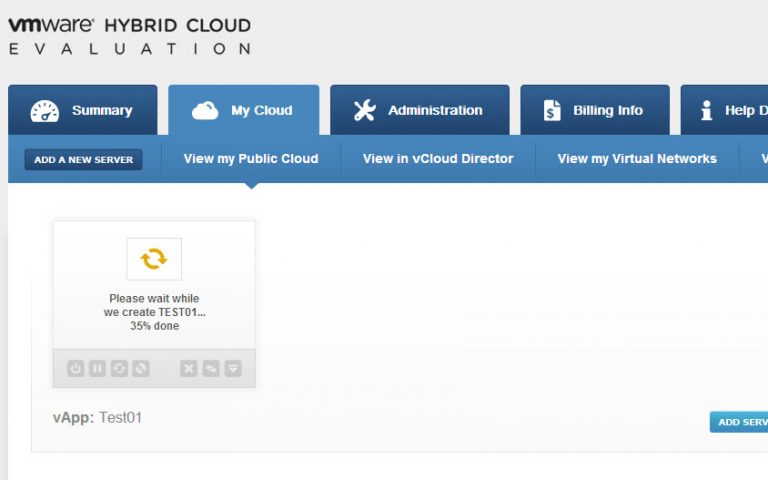 vmware HYBRID CLOUD
EVALUATION
Summary
My Cloud
Administration
Billing Info
Help D
ADD A NEW SERVER
View my Public Cloud
View in vCloud Director
View my Virtual Networks
V
Please wait while
we create TEST01...
35% done
vApp: Test01
ADD SERV